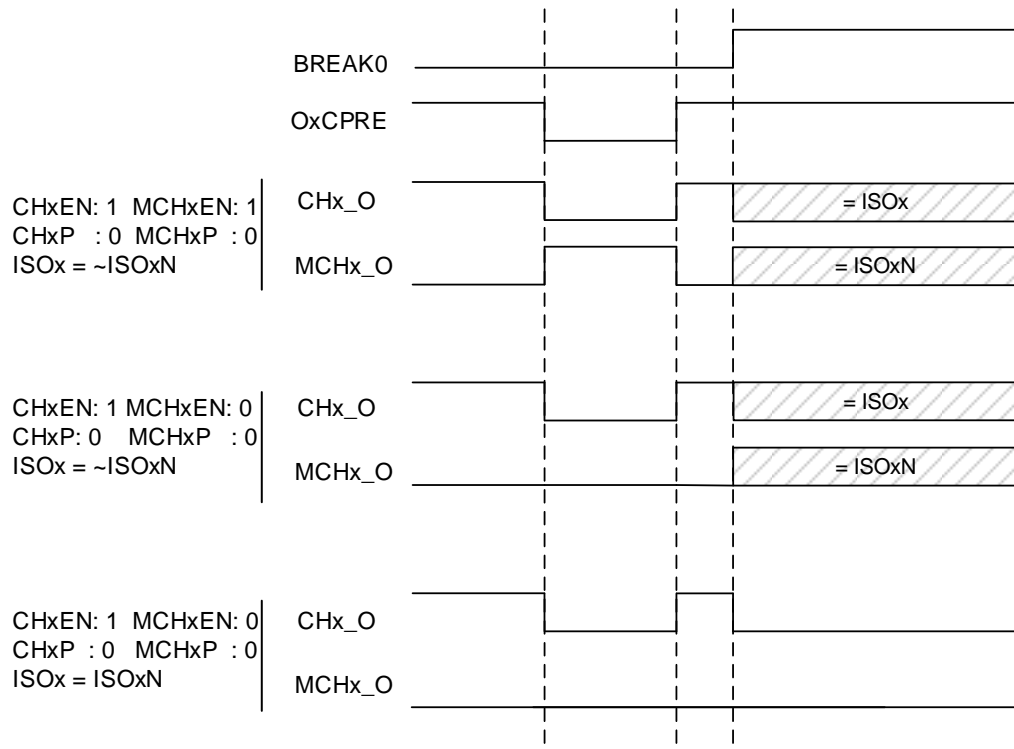 BREAK0
OxCPRE
CHxEN: 1 MCHxEN: 1
CHxP : 0 MCHxP : 0
ISOx = ~ISOxN
CHx_O
= ISOx
MCHx_O
= ISOxN
CHxEN: 1 MCHxEN: 0
CHxP: 0 MCHxP : 0
ISOx = ~ISOxN
CHx_O
= ISOx
MCHx_O
= ISOxN
CHxEN: 1 MCHxEN: 0
CHxP : 0 MCHxP : 0
ISOx = ISOxN
CHx_O
MCHx_O